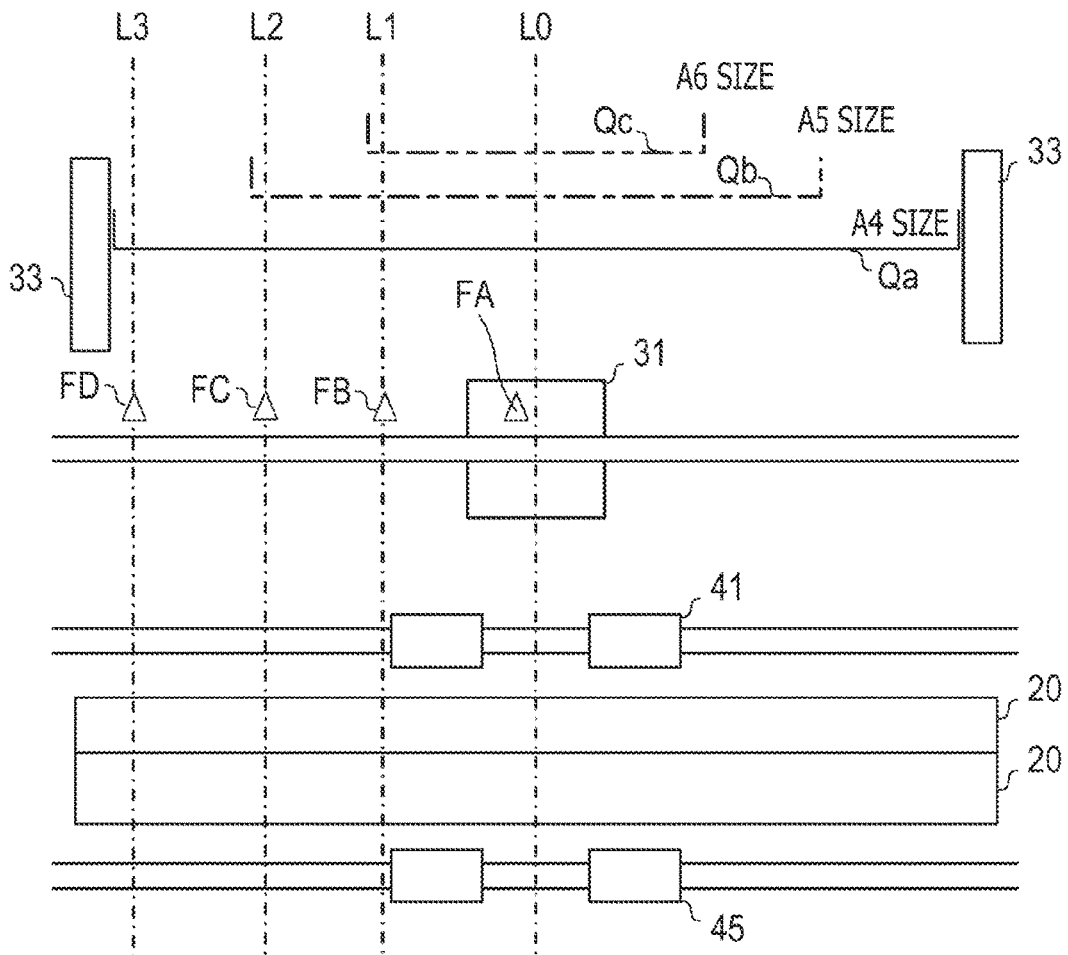 L3 L2 L1 L0
A6 SIZE
Qc
A5 SIZE
Qb
33
A4 SIZE
Qa
33
FA
31
FD FC FB
41
20
20
45